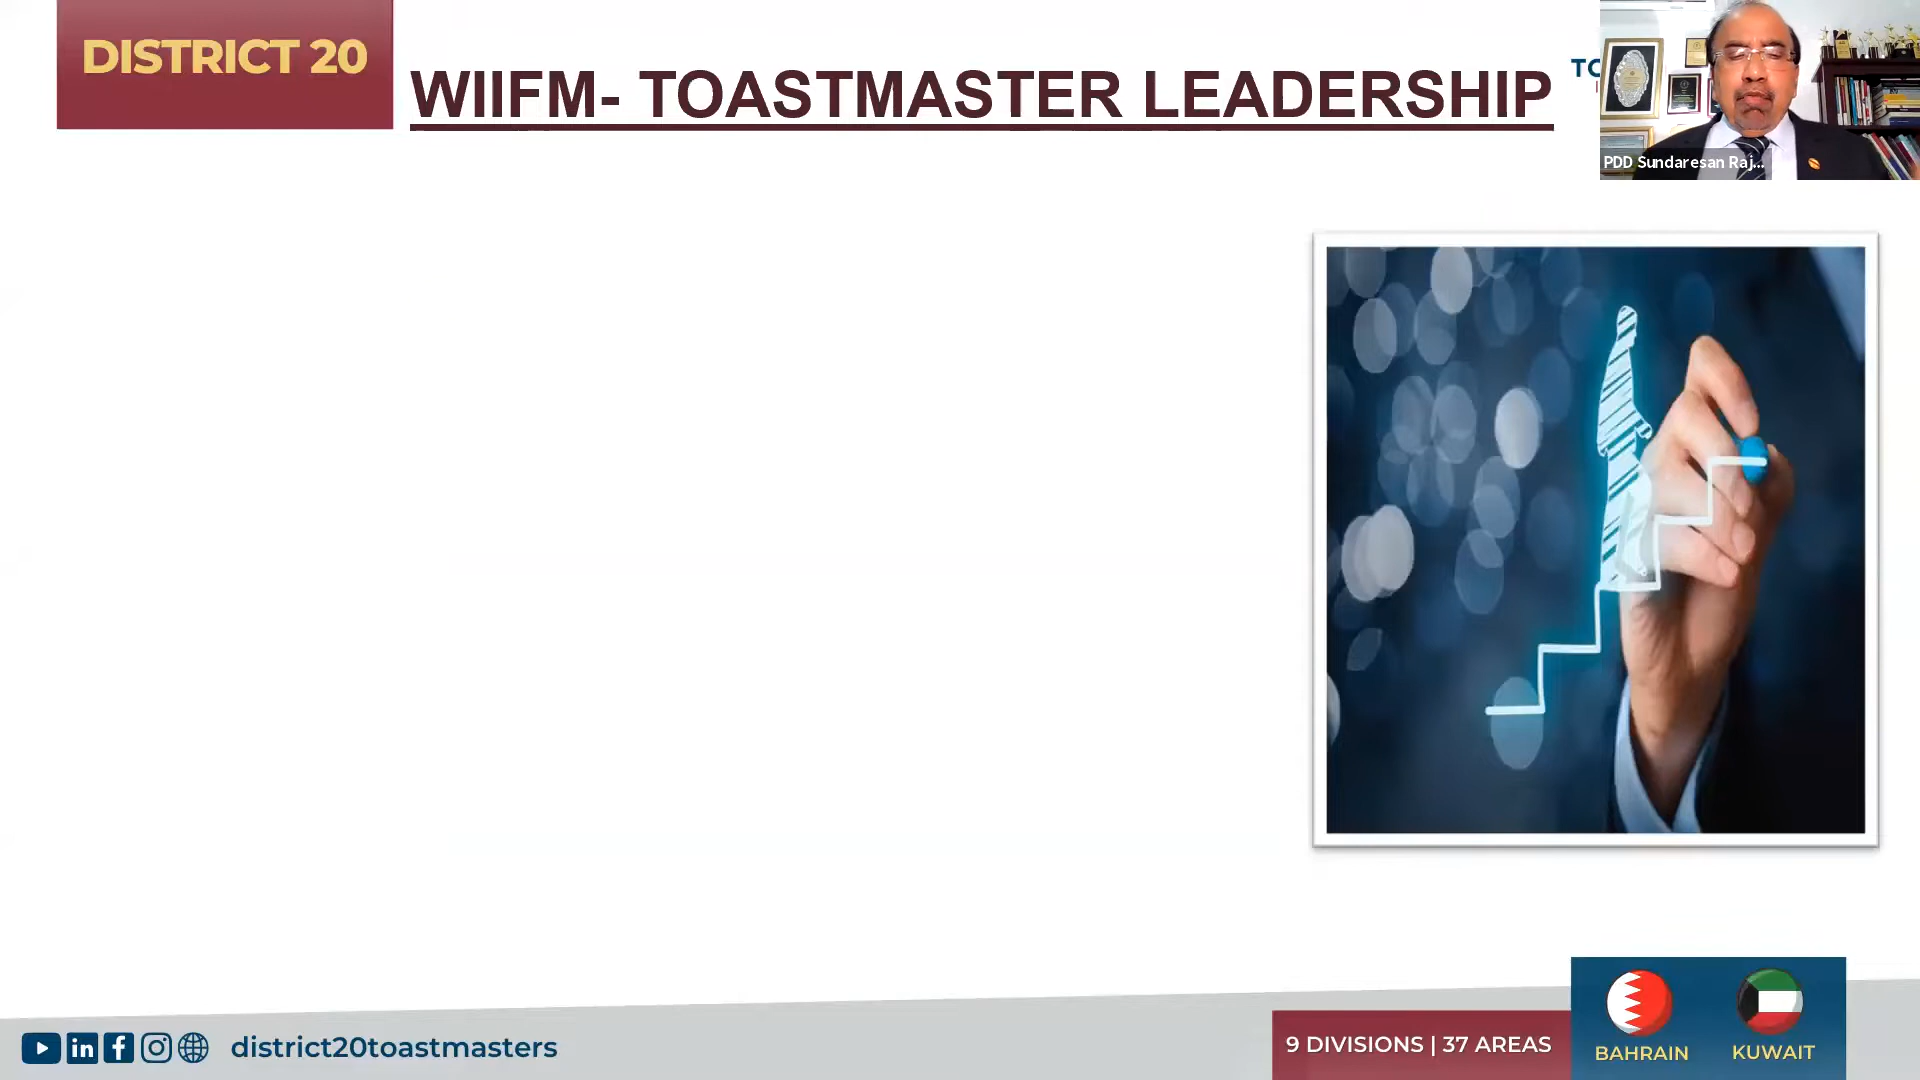 DISTRICT 20
WIIFM- TOASTMASTER LEADERSHIP
PDD Sundaresan Raj...
district20toastmasters
9 DIVISIONS | 37 AREAS
BAHRAIN
KUWAIT